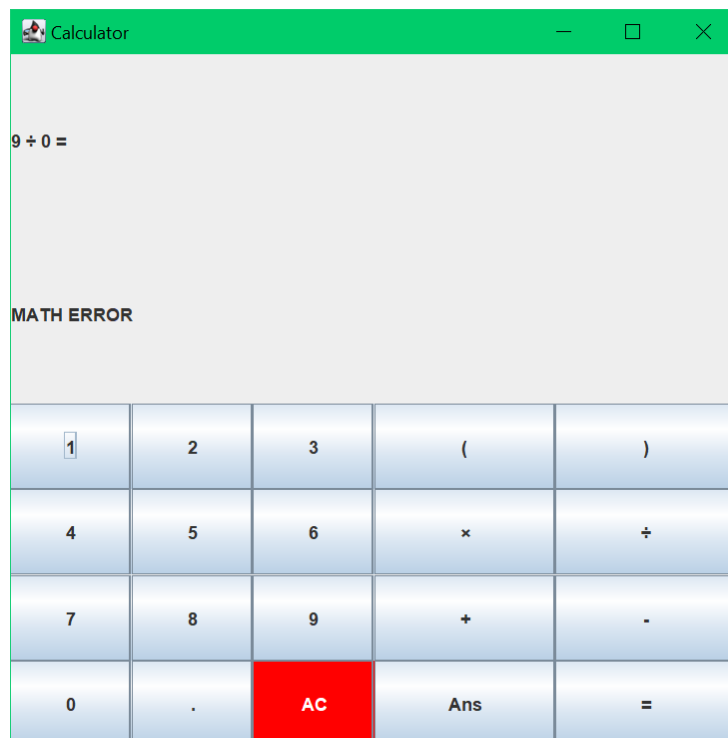 Calculator
9 ÷ 0 =
MATH ERROR
1 2 3 ( )
4 5 6 × ÷
7 8 9 + -
0 . AC Ans =